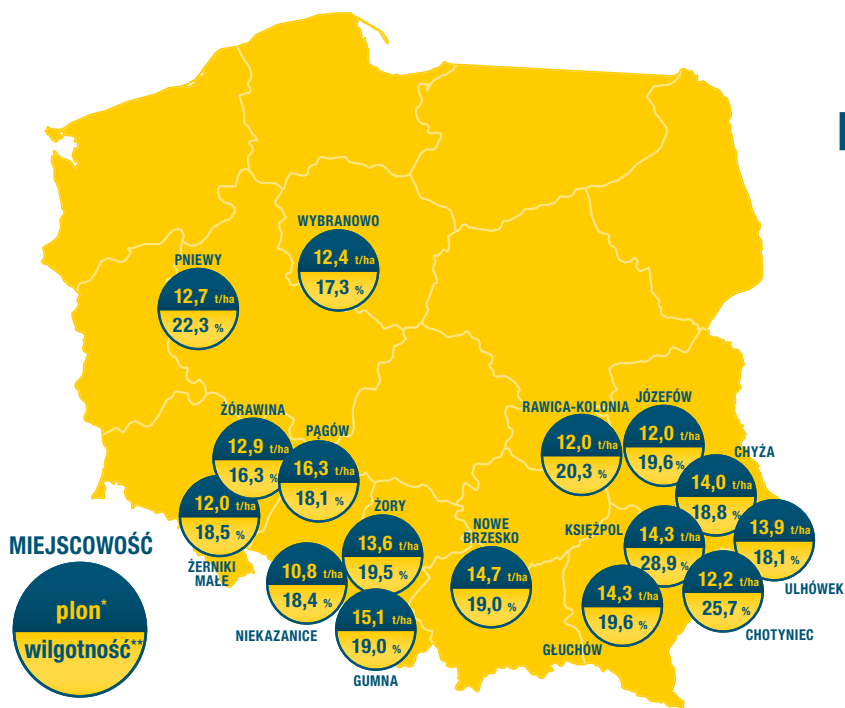 WYBRANOWO
12,4 t/ha
17,3 %
PNIEWY
12,7 t/ha
22,3 %
ŻÓRAWINA
12,9 t/ha
16,3 %
PĄGÓW
16,3 t/ha
18,1 %
12,0 t/ha
18,5 %
ŻERNIKI
MAŁE
RAWICA-KOLONIA
12,0 t/ha
20,3 %
JÓZEFÓW
12,0 t/ha
19,6 %
CHYŻA
14,0 t/ha
18,8 %
KSIĘŻPOL
14,3 t/ha
28,9 %
13,9 t/ha
18,1 %
ULHÓWEK
12,2 t/ha
25,7 %
CHOTYNIEC
14,3 t/ha
19,6 %
GŁUCHÓW
NOWE
BRZESKO
14,7 t/ha
19,0 %
ŻORY
13,6 t/ha
19,5 %
10,8 t/ha
18,4 %
NIEKAZANICE
15,1 t/ha
19,0 %
GUMNA
MIEJSCOWOŚĆ
plon*
wilgotność**